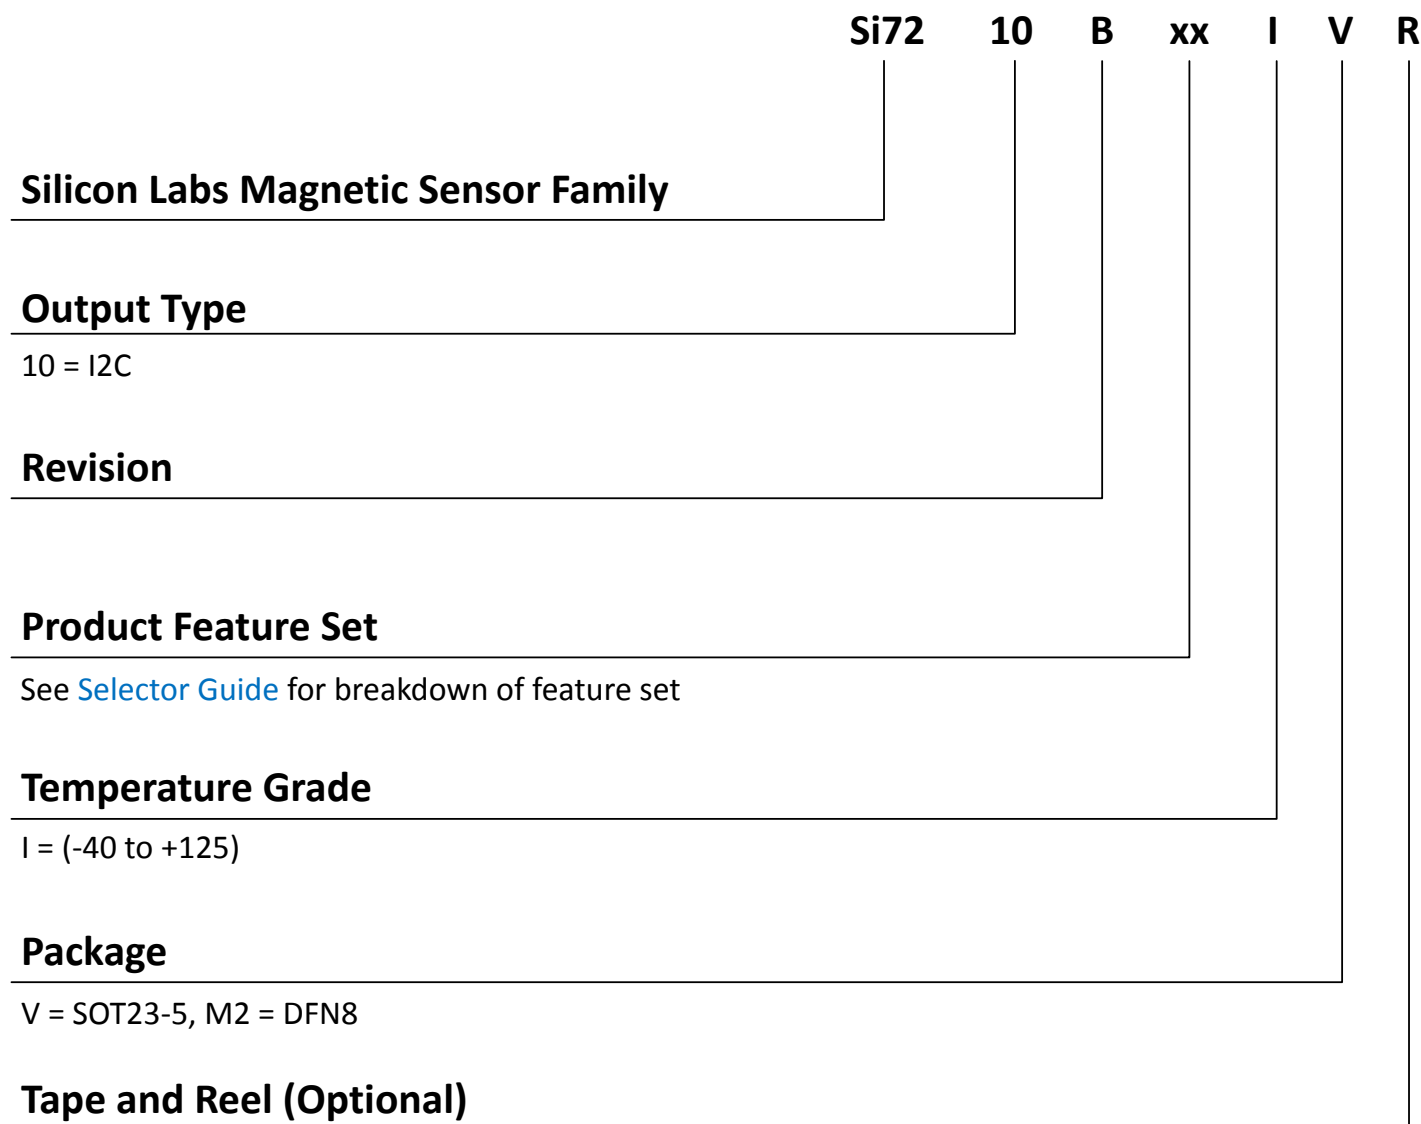 Si72 10 B xx I V R
Silicon Labs Magnetic Sensor Family
Output Type
10 = I2C
Revision
Product Feature Set
See Selector Guide for breakdown of feature set
Temperature Grade
I = (-40 to +125)
Package
V = SOT23-5, M2 = DFN8
Tape and Reel (Optional)